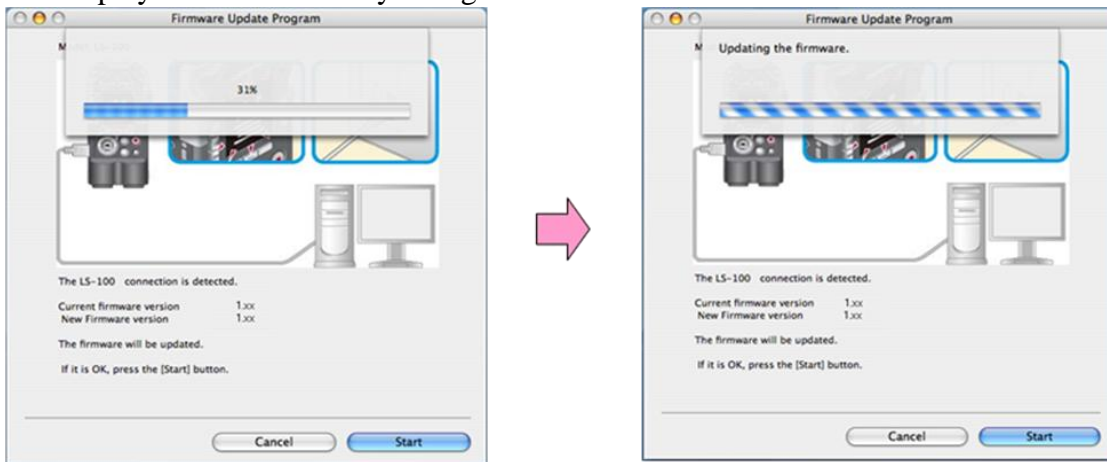 Firmware Update Program
31%
The LS-100 connection is detected.
Current firmware version 1.xx
New Firmware version 1.xx
The firmware will be updated.
If it is OK, press the [Start] button.
Cancel Start
Firmware Update Program
Updating the firmware.
The LS-100 connection is detected.
Current firmware version 1.xx
New Firmware version 1.xx
The firmware will be updated.
If it is OK, press the [Start] button.
Cancel Start